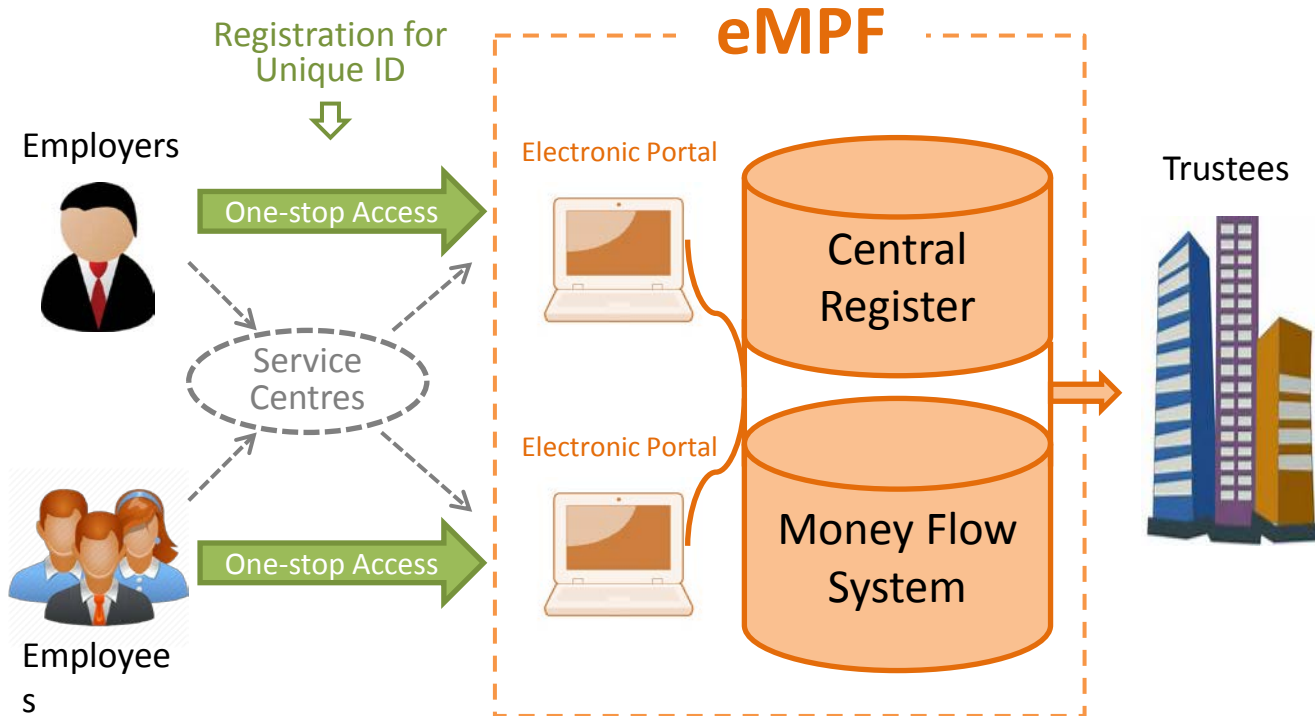 eMPF
Registration for
Unique ID
Employers
Electronic Portal
Trustees
One-stop Access
Central
Register
Service
Centres
Electronic Portal
Money Flow
System
One-stop Access
Employee
s